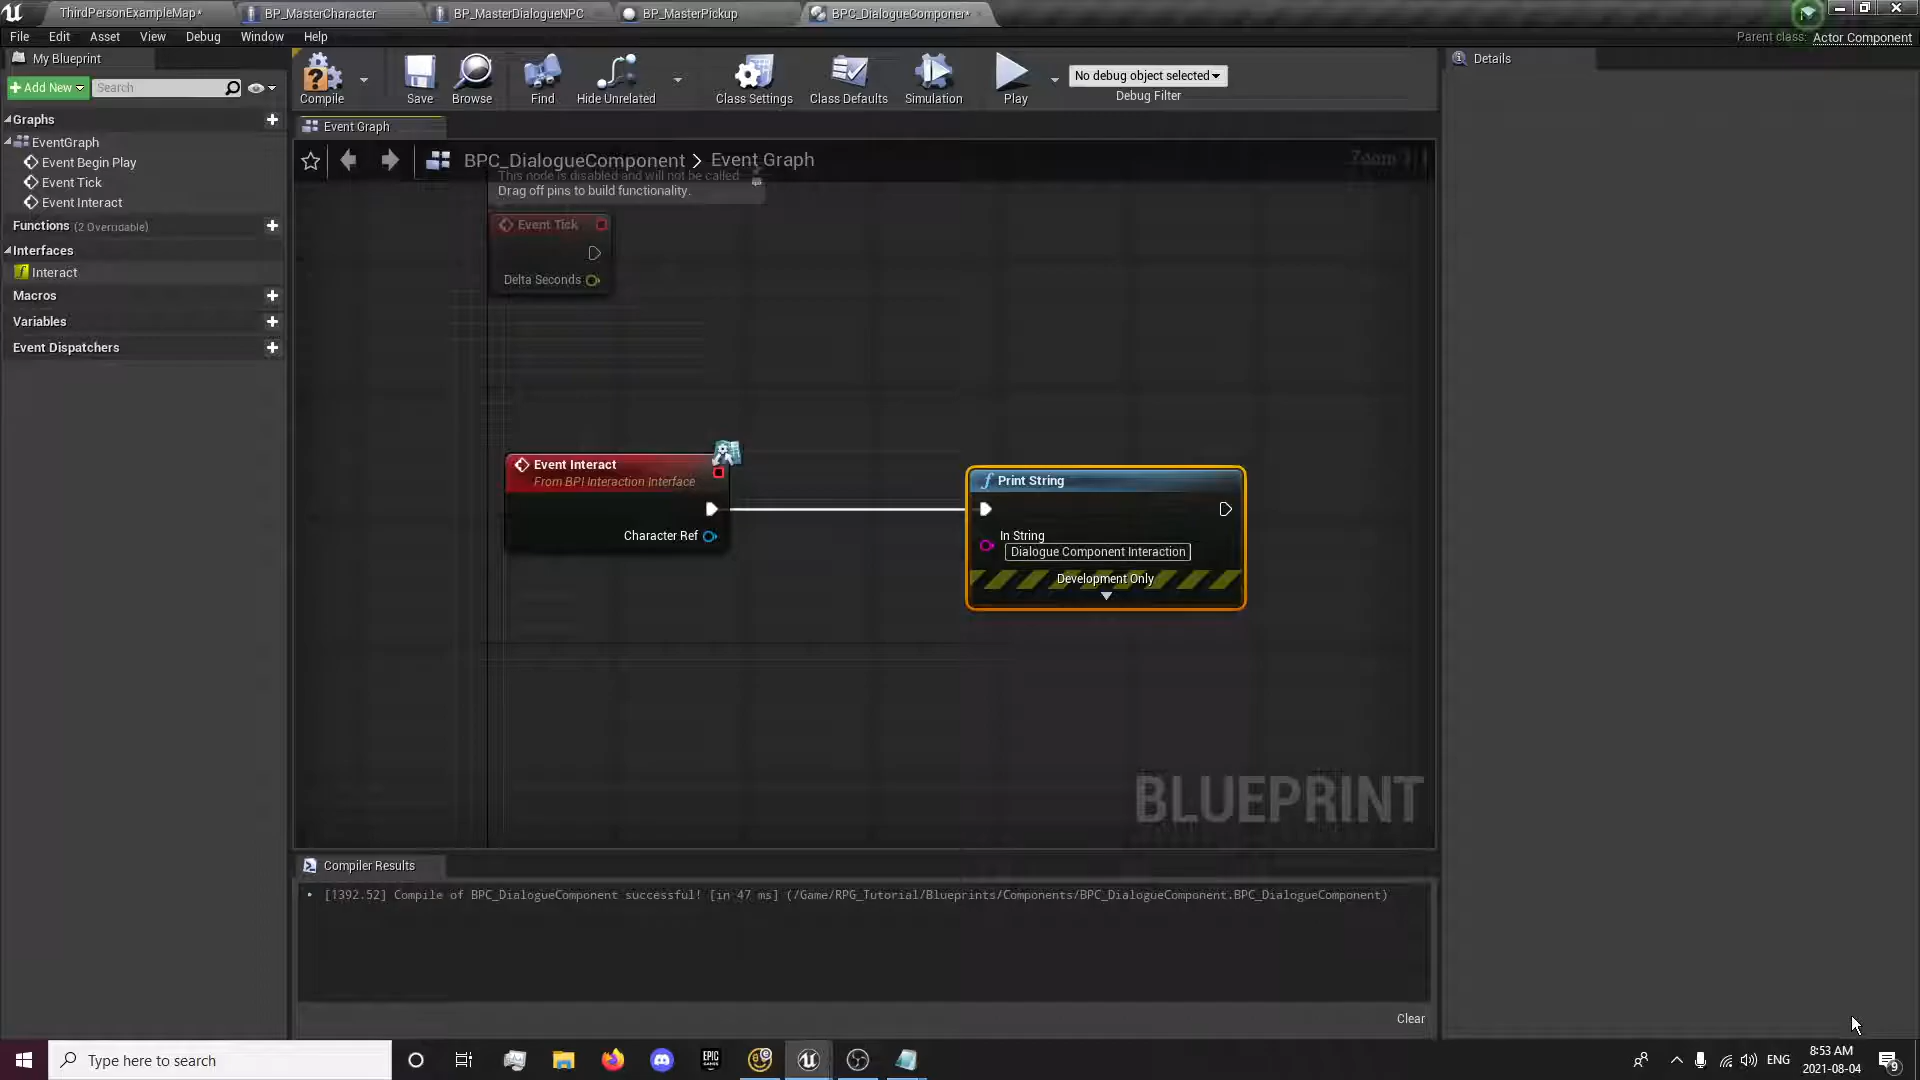 ThirdPersonExampleMap*
BP_MasterCharacter
BP_MasterDialogueNPC
BP_MasterPickup
BPC_DialogueComponer*
File Edit Asset View Debug Window Help
Parent class: Actor Component
My Blueprint
Details
Add New
Search
Compile
Save
Browse
Find
Hide Unrelated
Class Settings
Class Defaults
Simulation
Play
No debug object selected
Debug Filter
Event Graph
Graphs
EventGraph
Event Begin Play
Event Tick
Event Interact
Functions (2 Overridable)
Interfaces
Interact
Macros
Variables
Event Dispatchers
BPC_DialogueComponent > Event Graph
Zoom 1:1
This node is disabled and will not be called.
Drag off pins to build functionality.
Event Tick
Delta Seconds
Event Interact
From BPI Interaction Interface
Character Ref
Print String
In String
Dialogue Component Interaction
Development Only
BLUEPRINT
Compiler Results
• [1392.52] Compile of BPC_DialogueComponent successful! [in 47 ms] (/Game/RPG_Tutorial/Blueprints/Components/BPC_DialogueComponent.BPC_DialogueComponent)
Clear
Type here to search
EPIC
GAMES
ENG
8:53 AM
2021-08-04
9